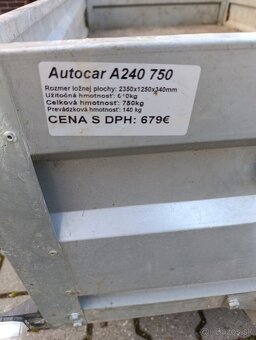 Autocar A240 750
Rozmer ložnej plochy: 2350x1250x340mm
Užitočná hmotnosť: 610kg
Celková hmotnosť: 750kg
Prevádzková hmotnosť: 140 kg
CENA S DPH: 679€